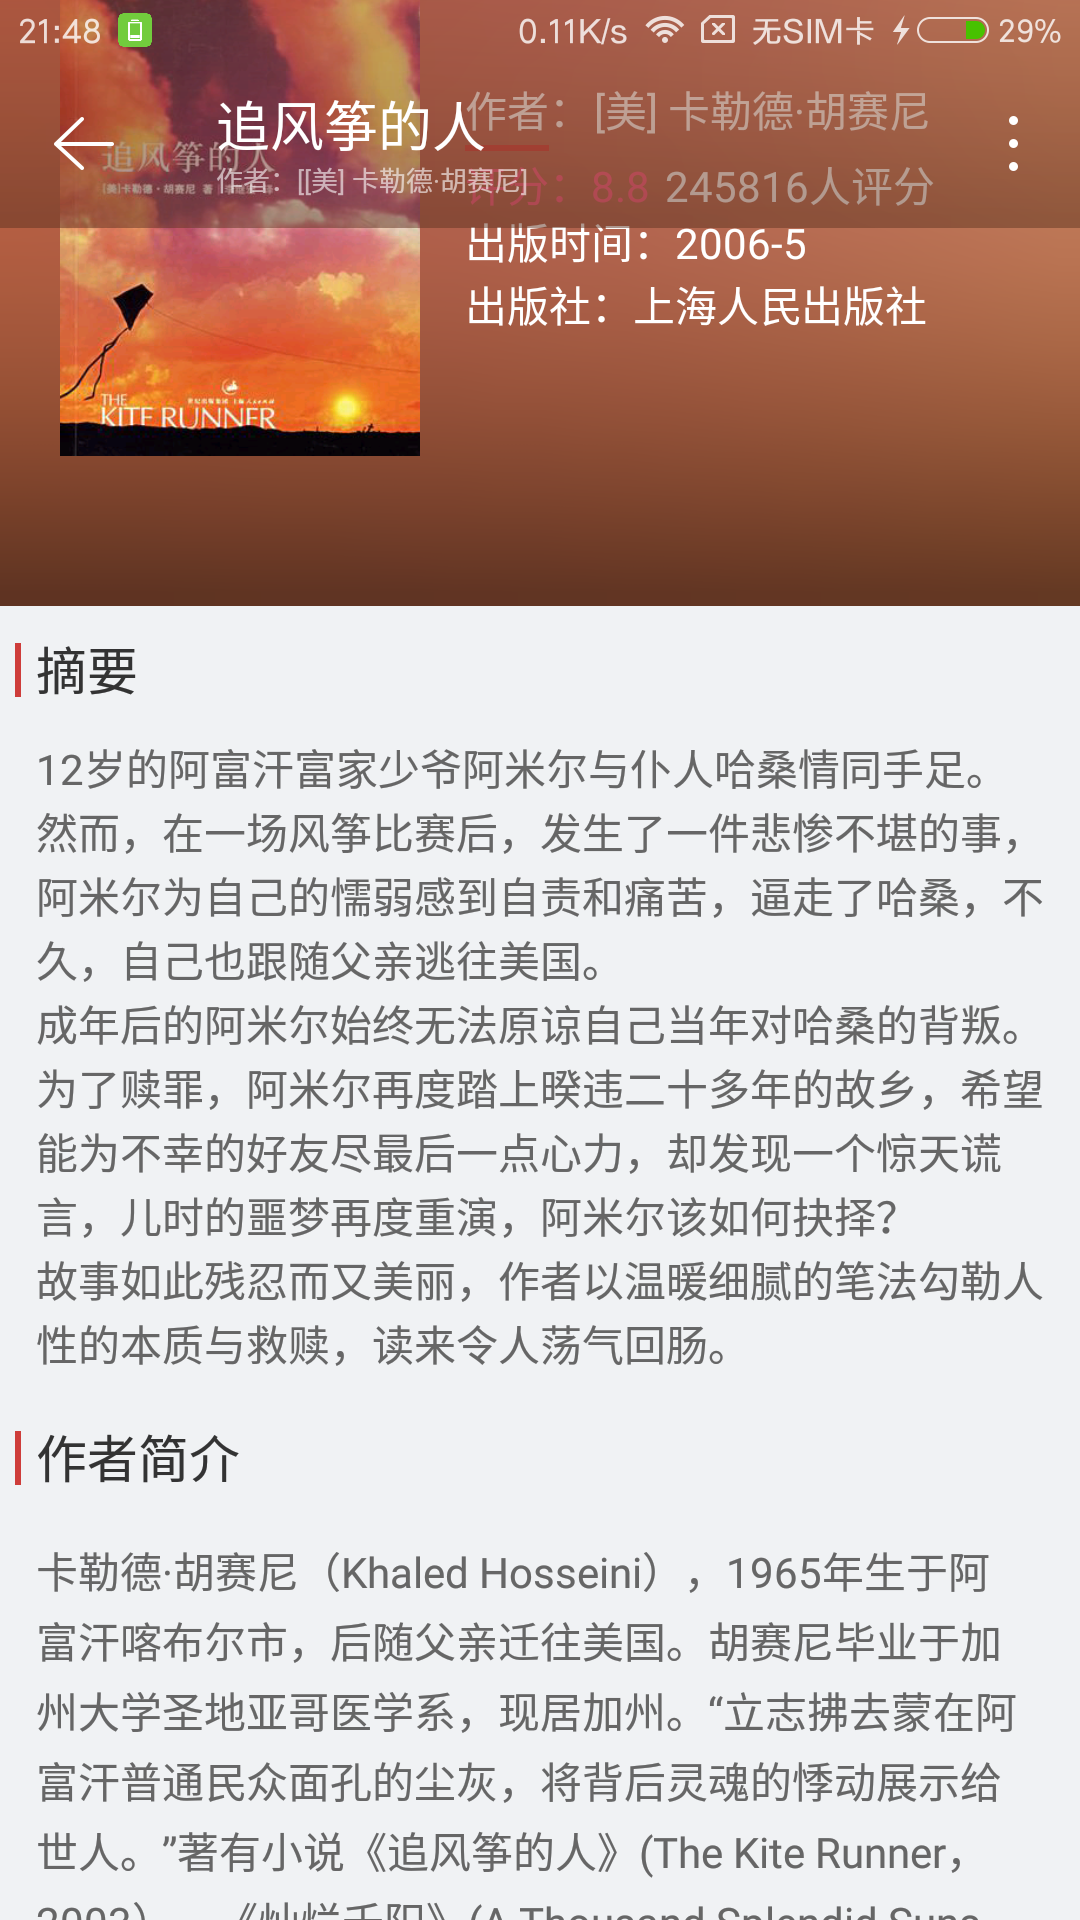 21:48 0.11K/s 无SIM卡 29%
追风筝的人
作者：[[美] 卡勒德·胡赛尼]
作者：[美] 卡勒德·胡赛尼
评分：8.8 245816人评分
出版时间：2006-5
出版社：上海人民出版社
追风筝的人
[美]卡勒德·胡赛尼 著
THE
KITE RUNNER
摘要
12岁的阿富汗富家少爷阿米尔与仆人哈桑情同手足。
然而，在一场风筝比赛后，发生了一件悲惨不堪的事，
阿米尔为自己的懦弱感到自责和痛苦，逼走了哈桑，不
久，自己也跟随父亲逃往美国。
成年后的阿米尔始终无法原谅自己当年对哈桑的背叛。
为了赎罪，阿米尔再度踏上暌违二十多年的故乡，希望
能为不幸的好友尽最后一点心力，却发现一个惊天谎
言，儿时的噩梦再度重演，阿米尔该如何抉择？
故事如此残忍而又美丽，作者以温暖细腻的笔法勾勒人
性的本质与救赎，读来令人荡气回肠。
作者简介
卡勒德·胡赛尼（Khaled Hosseini），1965年生于阿
富汗喀布尔市，后随父亲迁往美国。胡赛尼毕业于加
州大学圣地亚哥医学系，现居加州。“立志拂去蒙在阿
富汗普通民众面孔的尘灰，将背后灵魂的悸动展示给
世人。”著有小说《追风筝的人》(The Kite Runner，
2003）、《灿烂千阳》(A Thousand Splendid Suns